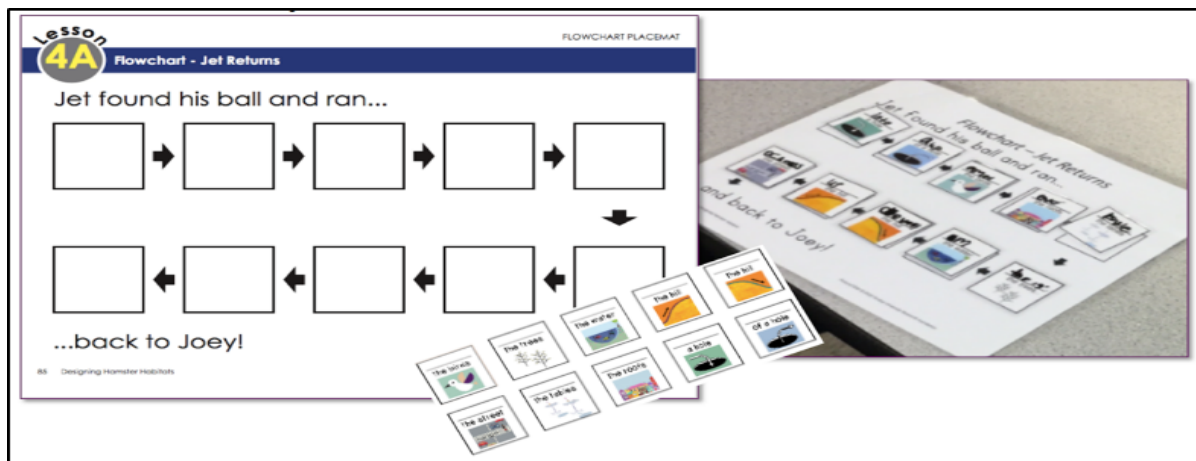 Lesson
4A
FLOWCHART PLACEMAT
Flowchart - Jet Returns
Jet found his ball and ran...
...back to Joey!
88 Designing Hamster Habitats
the birds
the trees
the water
the hill
the hill
the street
the tables
the roofs
a hole
of a hole
Flowchart – Jet Returns
Jet found his ball and ran...
and back to Joey!